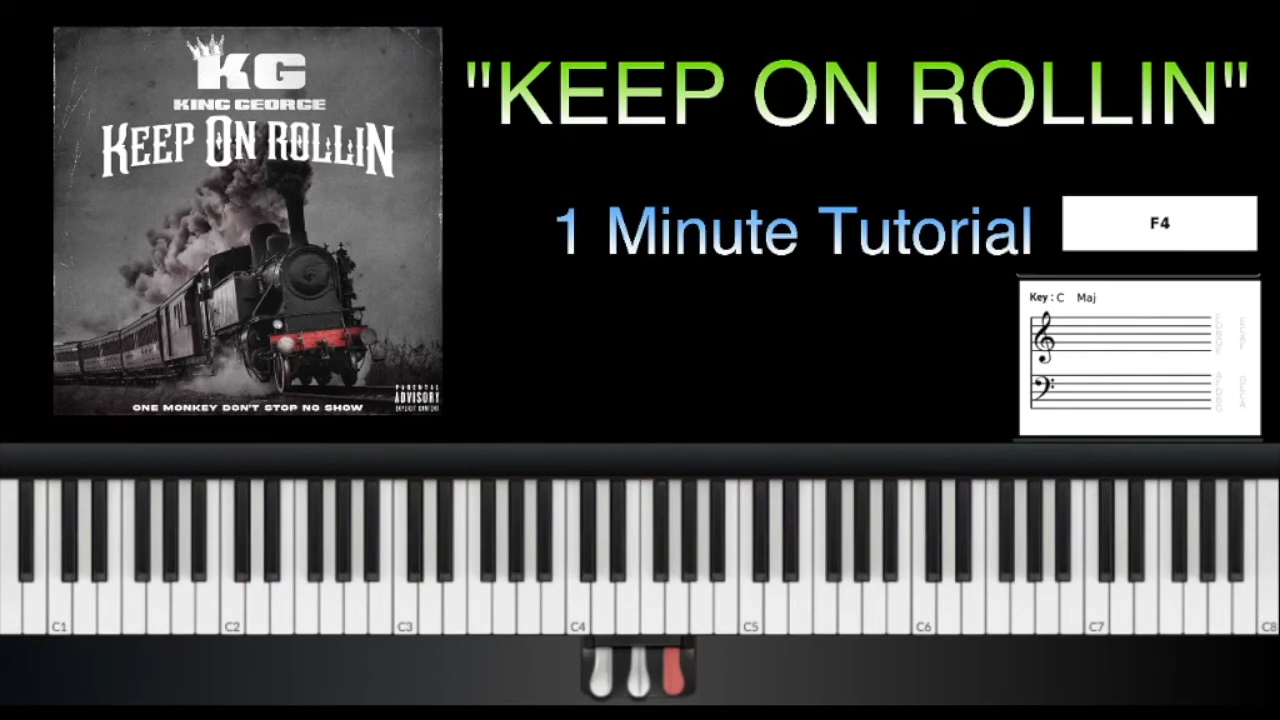 KG
KING GEORGE
KEEP ON ROLLIN
PARENTAL
ADVISORY
EXPLICIT CONTENT
ONE MONKEY DON'T STOP NO SHOW
"KEEP ON ROLLIN"
1 Minute Tutorial
F4
Key : C Maj
C1 C2 C3 C4 C5 C6 C7 C8